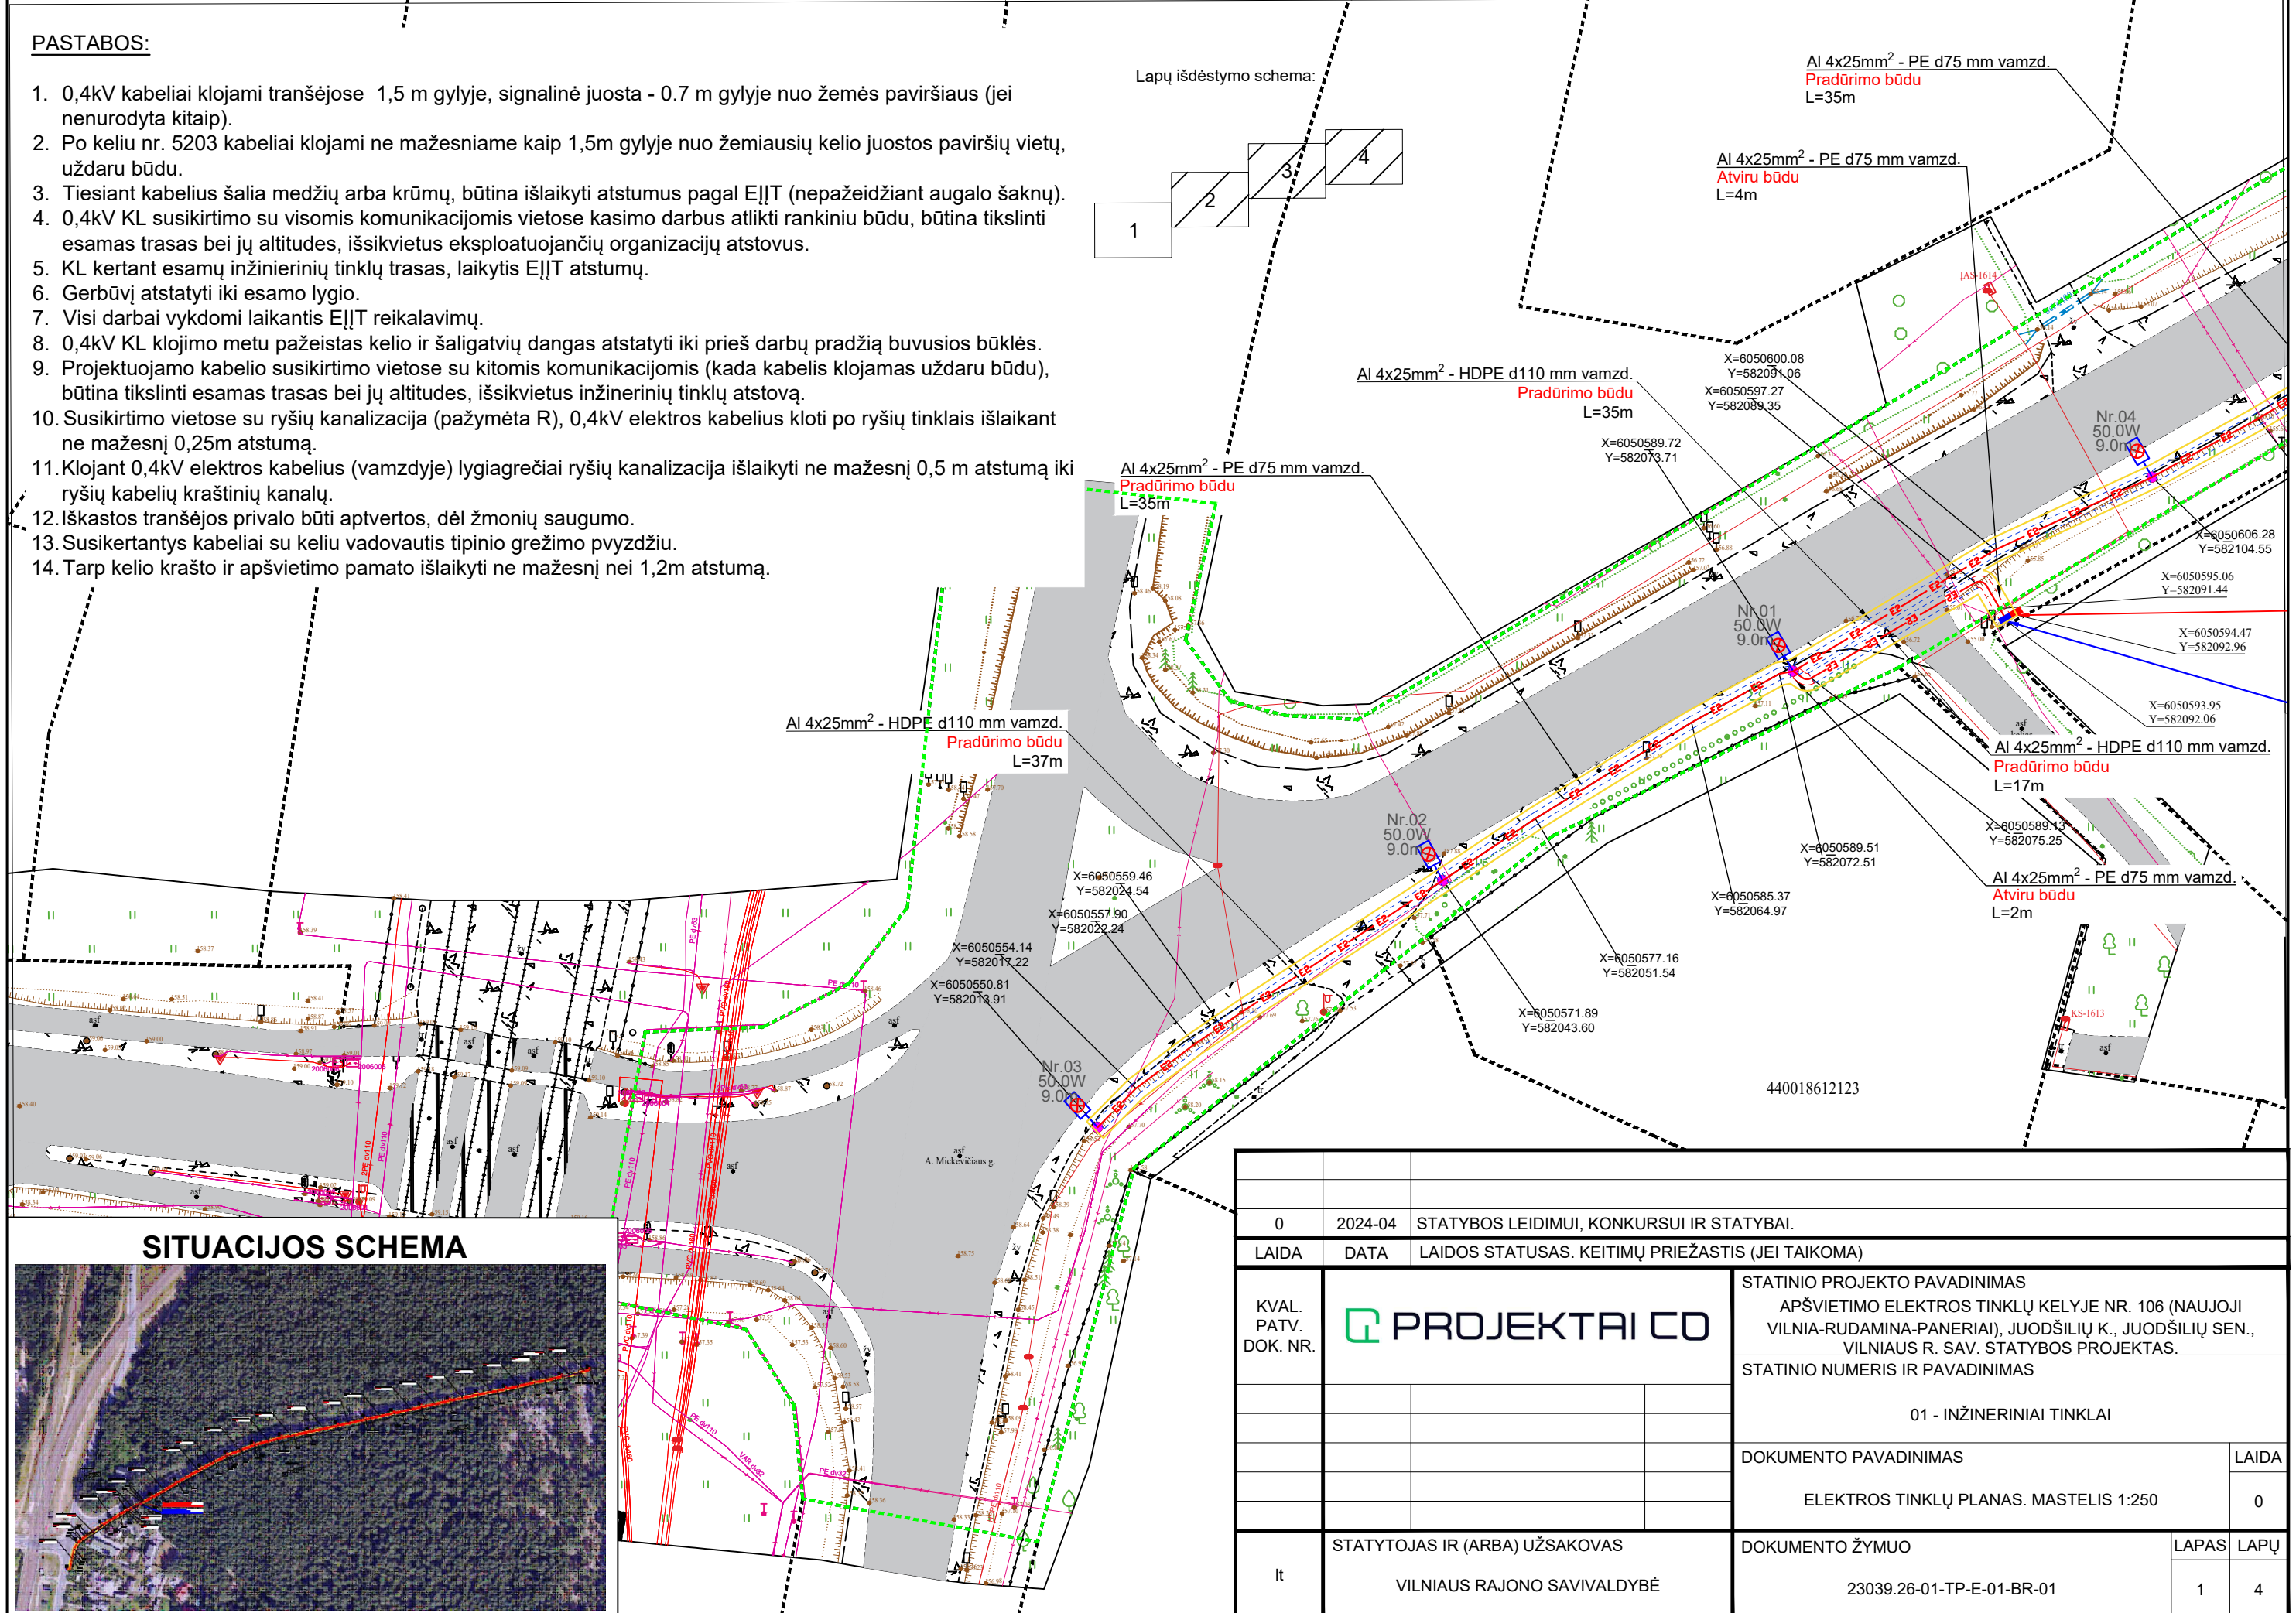 PASTABOS:
1. 0,4kV kabeliai klojami tranšėjose 1,5 m gylyje, signalinė juosta - 0.7 m gylyje nuo žemės paviršiaus (jei
nenurodyta kitaip).
2. Po keliu nr. 5203 kabeliai klojami ne mažesniame kaip 1,5m gylyje nuo žemiausių kelio juostos paviršių vietų,
uždaru būdu.
3. Tiesiant kabelius šalia medžių arba krūmų, būtina išlaikyti atstumus pagal EĮĮT (nepažeidžiant augalo šaknų).
4. 0,4kV KL susikirtimo su visomis komunikacijomis vietose kasimo darbus atlikti rankiniu būdu, būtina tikslinti
esamas trasas bei jų altitudes, išsikvietus eksploatuojančių organizacijų atstovus.
5. KL kertant esamų inžinierinių tinklų trasas, laikytis EĮĮT atstumų.
6. Gerbūvį atstatyti iki esamo lygio.
7. Visi darbai vykdomi laikantis EĮĮT reikalavimų.
8. 0,4kV KL klojimo metu pažeistas kelio ir šaligatvių dangas atstatyti iki prieš darbų pradžią buvusios būklės.
9. Projektuojamo kabelio susikirtimo vietose su kitomis komunikacijomis (kada kabelis klojamas uždaru būdu),
būtina tikslinti esamas trasas bei jų altitudes, išsikvietus inžinerinių tinklų atstovą.
10. Susikirtimo vietose su ryšių kanalizacija (pažymėta R), 0,4kV elektros kabelius kloti po ryšių tinklais išlaikant
ne mažesnį 0,25m atstumą.
11. Klojant 0,4kV elektros kabelius (vamzdyje) lygiagrečiai ryšių kanalizacija išlaikyti ne mažesnį 0,5 m atstumą iki
ryšių kabelių kraštinių kanalų.
12. Iškastos tranšėjos privalo būti aptvertos, dėl žmonių saugumo.
13. Susikertantys kabeliai su keliu vadovautis tipinio grežimo pvyzdžiu.
14. Tarp kelio krašto ir apšvietimo pamato išlaikyti ne mažesnį nei 1,2m atstumą.
Lapų išdėstymo schema:
1
2
3
4
Al 4x25mm² - PE d75 mm vamzd.
Pradūrimo būdu
L=35m
Al 4x25mm² - PE d75 mm vamzd.
Atviru būdu
L=4m
JAS-1614
Al 4x25mm² - HDPE d110 mm vamzd.
Pradūrimo būdu
L=35m
X=6050600.08
Y=582091.06
X=6050597.27
Y=582089.35
X=6050589.72
Y=582073.71
Nr.04
50.0W
9.0m
Al 4x25mm² - PE d75 mm vamzd.
Pradūrimo būdu
L=35m
X=6050606.28
Y=582104.55
X=6050595.06
Y=582091.44
Nr.01
50.0W
9.0m
X=6050594.47
Y=582092.96
X=6050593.95
Y=582092.06
Al 4x25mm² - HDPE d110 mm vamzd.
Pradūrimo būdu
L=37m
Al 4x25mm² - HDPE d110 mm vamzd.
Pradūrimo būdu
L=17m
Nr.02
50.0W
9.0m
X=6050589.13
Y=582075.25
X=6050589.51
Y=582072.51
Al 4x25mm² - PE d75 mm vamzd.
Atviru būdu
L=2m
X=6050585.37
Y=582064.97
X=6050559.46
Y=582024.54
X=6050557.90
Y=582022.24
X=6050554.14
Y=582017.22
X=6050550.81
Y=582013.91
X=6050577.16
Y=582051.54
X=6050571.89
Y=582043.60
KS-1613
Nr.03
50.0W
9.0m
440018612123
asf
A. Mickevičiaus g.
SITUACIJOS SCHEMA
0 2024-04 STATYBOS LEIDIMUI, KONKURSUI IR STATYBAI.
LAIDA DATA LAIDOS STATUSAS. KEITIMŲ PRIEŽASTIS (JEI TAIKOMA)
KVAL.
PATV.
DOK. NR.
PROJEKTAI CO
STATINIO PROJEKTO PAVADINIMAS
APŠVIETIMO ELEKTROS TINKLŲ KELYJE NR. 106 (NAUJOJI
VILNIA-RUDAMINA-PANERIAI), JUODŠILIŲ K., JUODŠILIŲ SEN.,
VILNIAUS R. SAV. STATYBOS PROJEKTAS.
STATINIO NUMERIS IR PAVADINIMAS
01 - INŽINERINIAI TINKLAI
DOKUMENTO PAVADINIMAS LAIDA
ELEKTROS TINKLŲ PLANAS. MASTELIS 1:250 0
lt
STATYTOJAS IR (ARBA) UŽSAKOVAS
VILNIAUS RAJONO SAVIVALDYBĖ
DOKUMENTO ŽYMUO LAPAS LAPŲ
23039.26-01-TP-E-01-BR-01 1 4